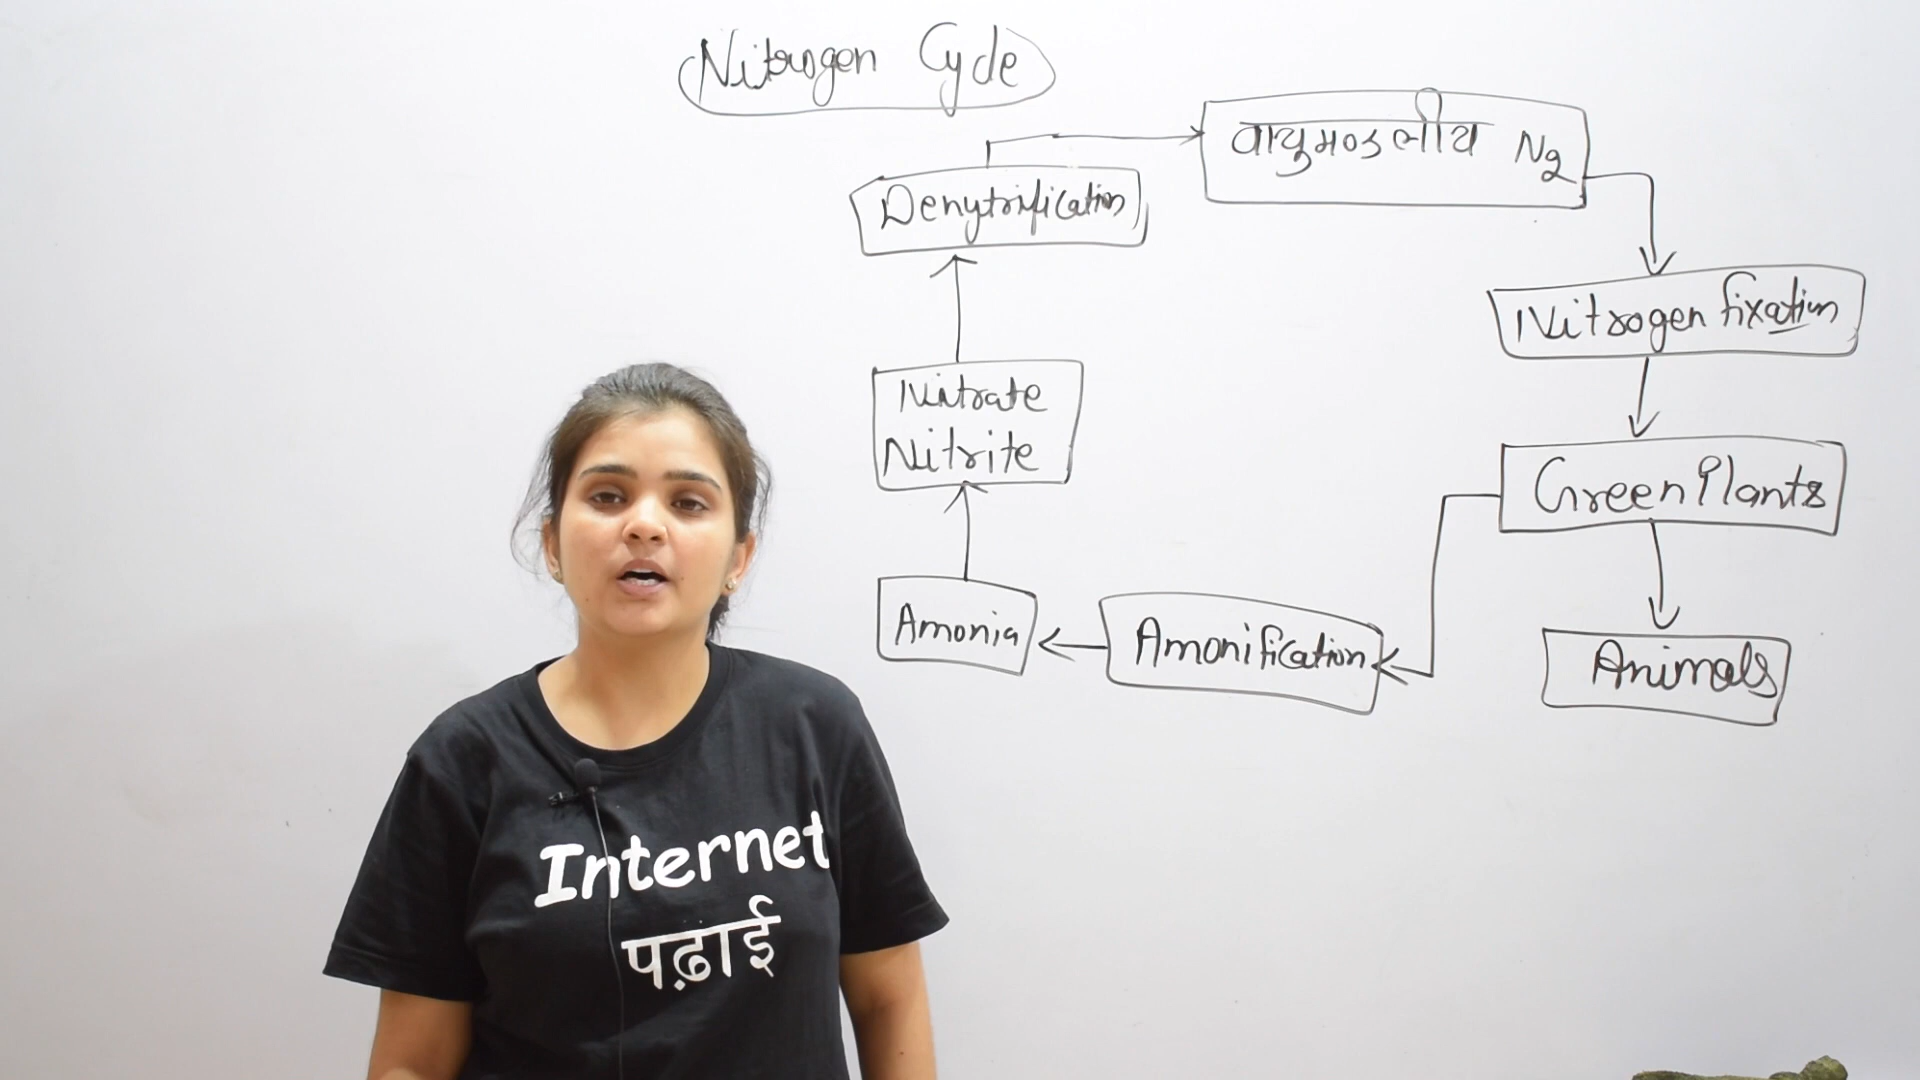 Nitrogen Cycle
वायुमण्डलीय N2
Denytrification
Nitrogen fixation
Nitrate
Nitrite
Green Plants
Amonia
Amonification
Animals
Internet
पढ़ाई